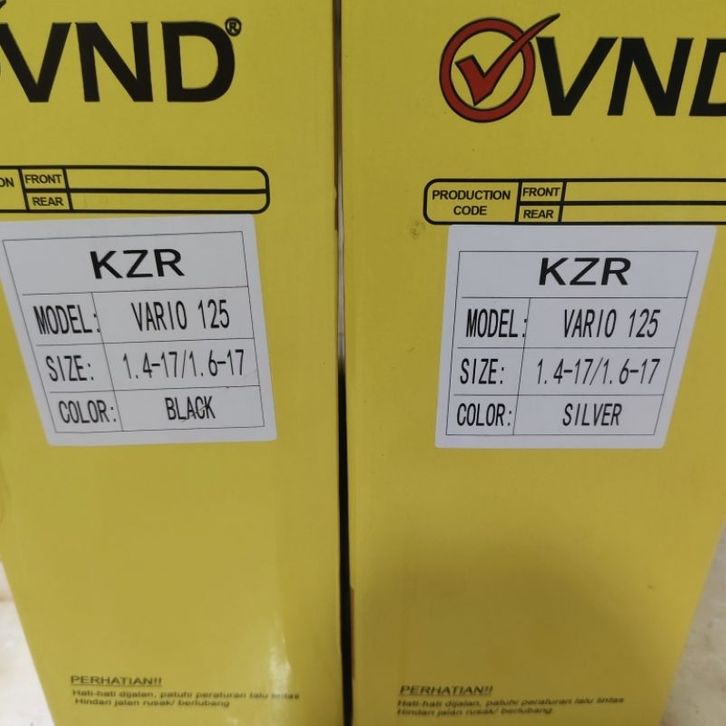 VND®
ON FRONT
REAR
KZR
MODEL: VARIO 125
SIZE: 1.4-17/1.6-17
COLOR: BLACK
PERHATIAN!!
Hati-hati dijalan, patuhi peraturan lalu lintas
Hindari jalan rusak/ berlubang
VND
PRODUCTION CODE FRONT
REAR
KZR
MODEL: VARIO 125
SIZE: 1.4-17/1.6-17
COLOR: SILVER
PERHATIAN!!
Hati-hati dijalan, patuhi peraturan lalu lintas
Hindari jalan rusak/ berlubang